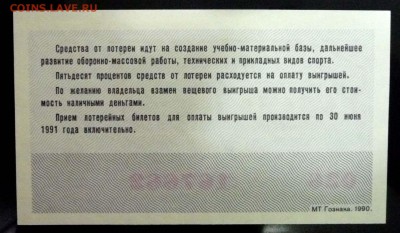 COINS.LAVE.RU
Средства от лотереи идут на создание учебно-материальной базы, дальнейшее
развитие оборонно-массовой работы, технических и прикладных видов спорта.
Пятьдесят процентов средств от лотереи расходуется на оплату выигрышей.
По желанию владельца взамен вещевого выигрыша можно получить его стои-
мость наличными деньгами.
Прием лотерейных билетов для оплаты выигрышей производится по 30 июня
1991 года включительно.
МТ Гознака. 1990.